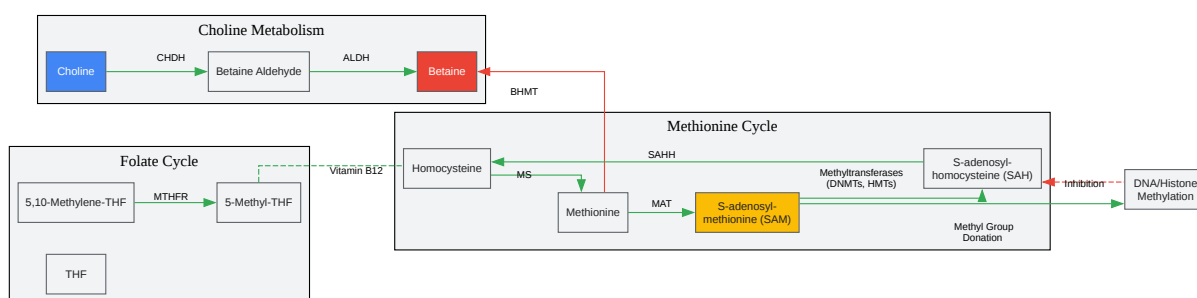 Choline Metabolism
Choline
CHDH
Betaine Aldehyde
ALDH
Betaine
BHMT
Methionine Cycle
Folate Cycle
Homocysteine
SAHH
S-adenosyl-
homocysteine (SAH)
Vitamin B12
MS
Methyltransferases
(DNMTs, HMTs)
Inhibition
DNA/Histone
Methylation
5,10-Methylene-THF
MTHFR
5-Methyl-THF
Methionine
MAT
S-adenosyl-
methionine (SAM)
Methyl Group
Donation
THF